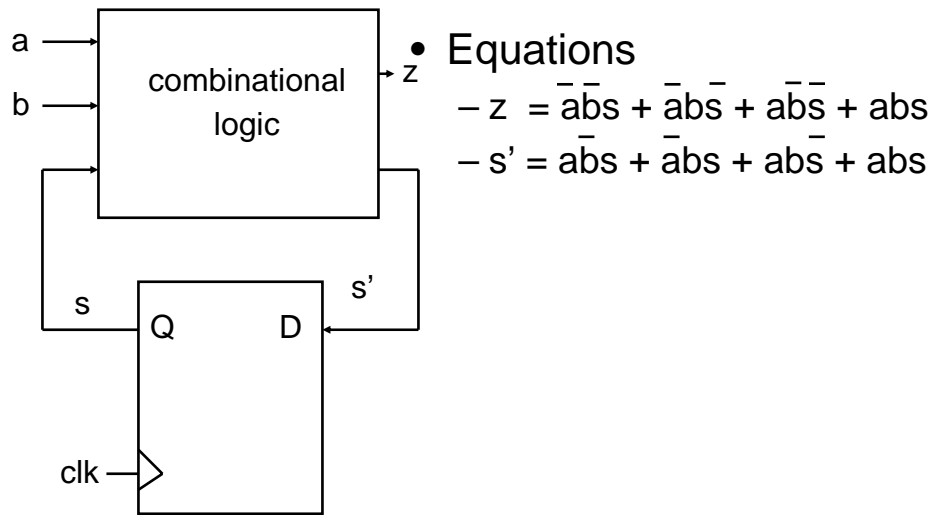 a
b
combinational
logic
z
s
s'
Q
D
clk
• Equations
– z = a̅b̅s + a̅bs̅ + ab̅s̅ + abs
– s' = ab̅s + a̅bs + abs̅ + abs